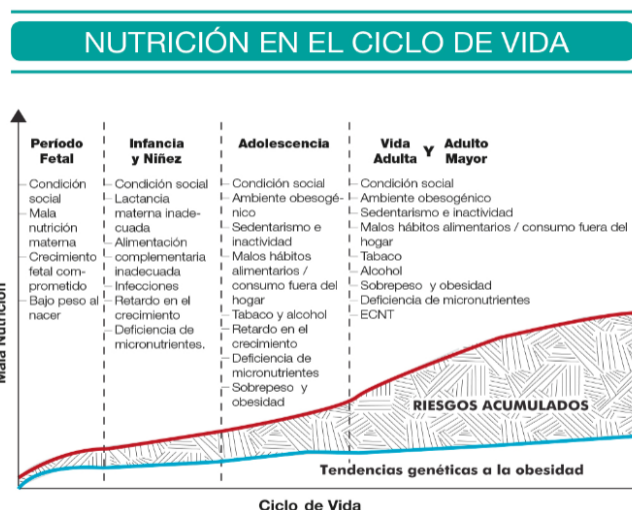 NUTRICIÓN EN EL CICLO DE VIDA
Mala Nutrición
Período
Fetal
Condición
social
Mala
nutrición
materna
Crecimiento
fetal com-
prometido
Bajo peso al
nacer
Infancia
y Niñez
Condición social
Lactancia
materna inade-
cuada
Alimentación
complementaria
inadecuada
Infecciones
Retardo en el
crecimiento
Deficiencia de
micronutrientes.
Adolescencia
Condición social
Ambiente obesogé-
nico
Sedentarismo e
inactividad
Malos hábitos
alimentarios /
consumo fuera del
hogar
Tabaco y alcohol
Retardo en el
crecimiento
Deficiencia de
micronutrientes
Sobrepeso y
obesidad
Vida Adulta Y Adulto Mayor
Condición social
Ambiente obesogénico
Sedentarismo e inactividad
Malos hábitos alimentarios / consumo fuera del
hogar
Tabaco
Alcohol
Sobrepeso y obesidad
Deficiencia de micronutrientes
ECNT
RIESGOS ACUMULADOS
Tendencias genéticas a la obesidad
Ciclo de Vida